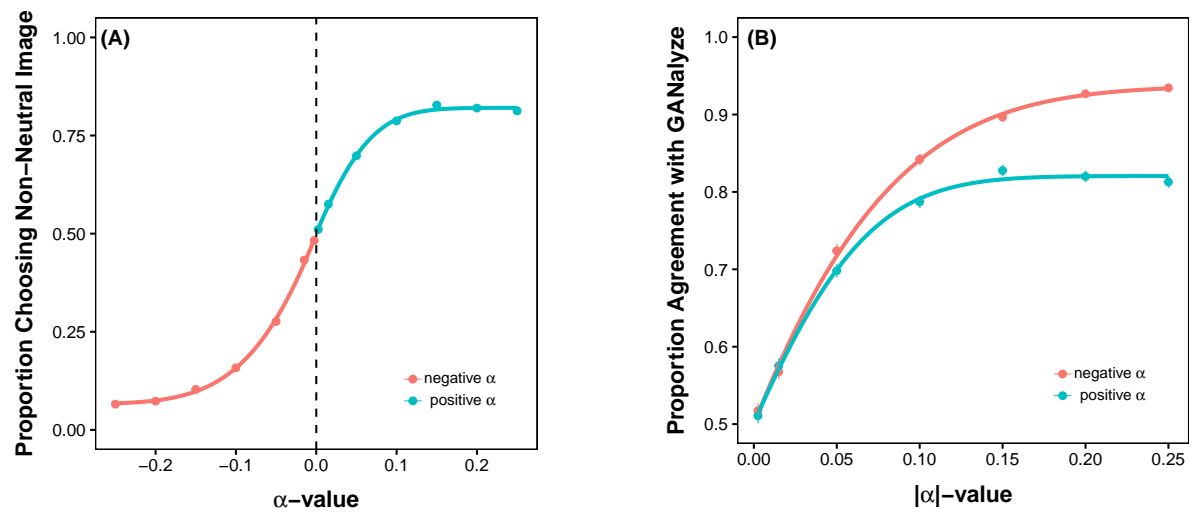 (A)
Proportion Choosing Non−Neutral Image
1.00
0.75
0.50
0.25
0.00
negative α
positive α
−0.2
−0.1
0.0
0.1
0.2
α−value
(B)
Proportion Agreement with GANalyze
1.0
0.9
0.8
0.7
0.6
0.5
negative α
positive α
0.00
0.05
0.10
0.15
0.20
0.25
|α|−value